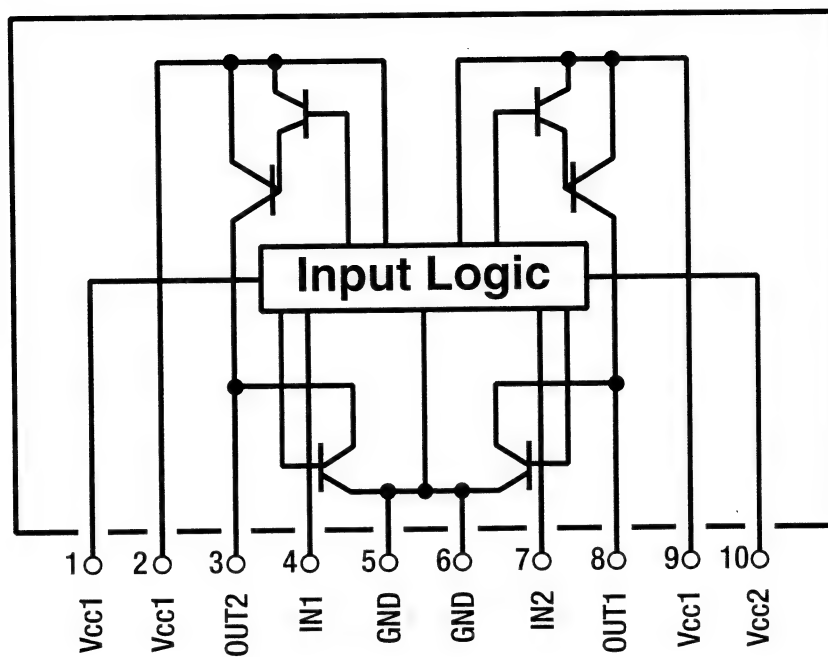 Input Logic
1 2 3 4 5 6 7 8 9 10
Vcc1 Vcc1 OUT2 IN1 GND GND IN2 OUT1 Vcc1 Vcc2